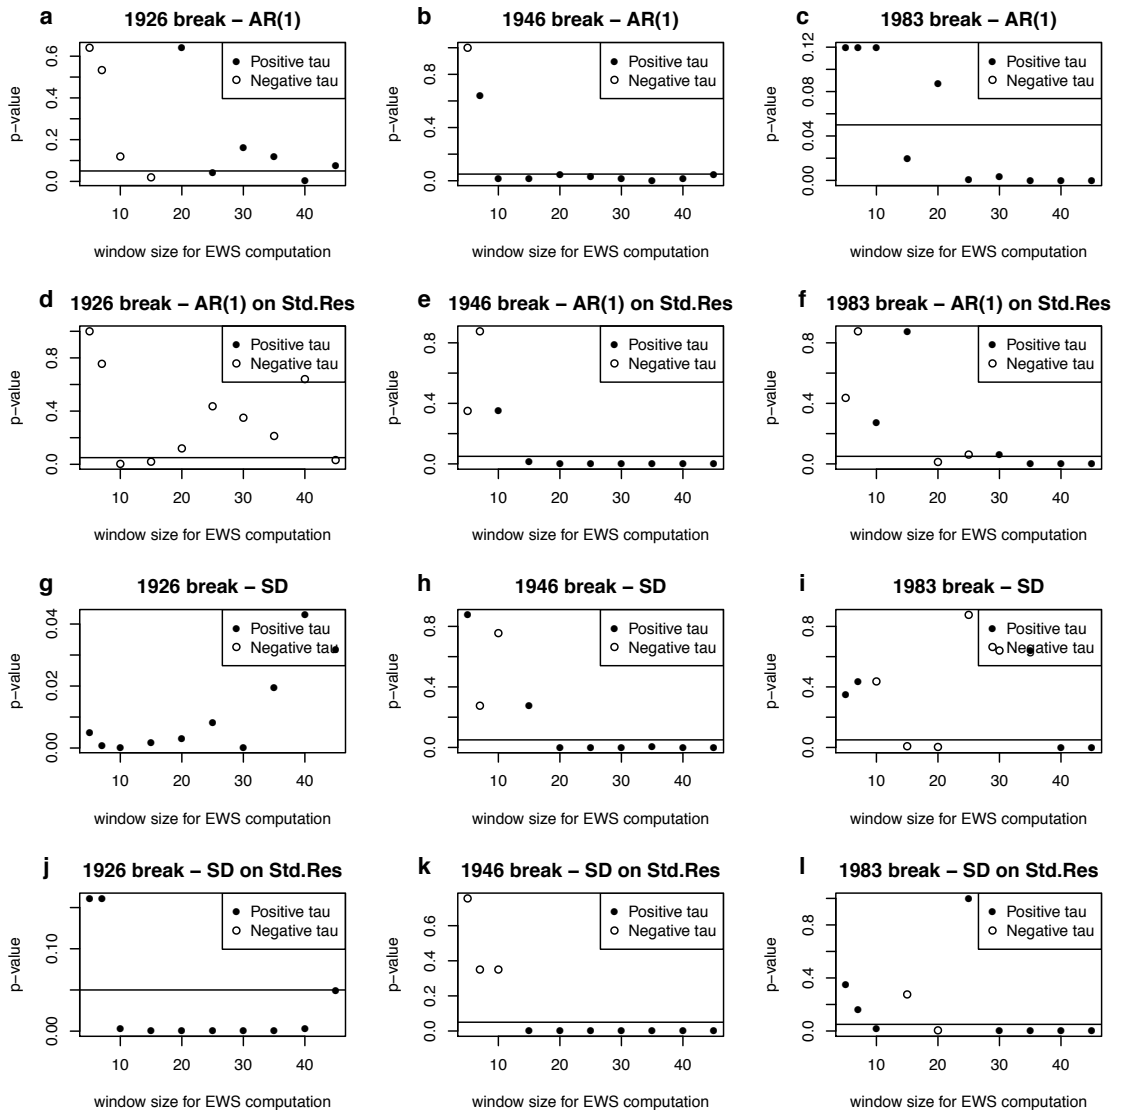 a 1926 break − AR(1)
0.0 0.2 0.4 0.6
p−value
Positive tau
Negative tau
10 20 30 40
window size for EWS computation
b 1946 break − AR(1)
0.0 0.4 0.8
p−value
Positive tau
Negative tau
10 20 30 40
window size for EWS computation
c 1983 break − AR(1)
0.00 0.04 0.08 0.12
p−value
Positive tau
Negative tau
10 20 30 40
window size for EWS computation
d 1926 break − AR(1) on Std.Res
0.0 0.4 0.8
p−value
Positive tau
Negative tau
10 20 30 40
window size for EWS computation
e 1946 break − AR(1) on Std.Res
0.0 0.4 0.8
p−value
Positive tau
Negative tau
10 20 30 40
window size for EWS computation
f 1983 break − AR(1) on Std.Res
0.0 0.4 0.8
p−value
Positive tau
Negative tau
10 20 30 40
window size for EWS computation
g 1926 break − SD
0.00 0.02 0.04
p−value
Positive tau
Negative tau
10 20 30 40
window size for EWS computation
h 1946 break − SD
0.0 0.4 0.8
p−value
Positive tau
Negative tau
10 20 30 40
window size for EWS computation
i 1983 break − SD
0.0 0.4 0.8
p−value
Positive tau
Negative tau
10 20 30 40
window size for EWS computation
j 1926 break − SD on Std.Res
0.00 0.10
p−value
Positive tau
Negative tau
10 20 30 40
window size for EWS computation
k 1946 break − SD on Std.Res
0.0 0.2 0.4 0.6
p−value
Positive tau
Negative tau
10 20 30 40
window size for EWS computation
l 1983 break − SD on Std.Res
0.0 0.4 0.8
p−value
Positive tau
Negative tau
10 20 30 40
window size for EWS computation